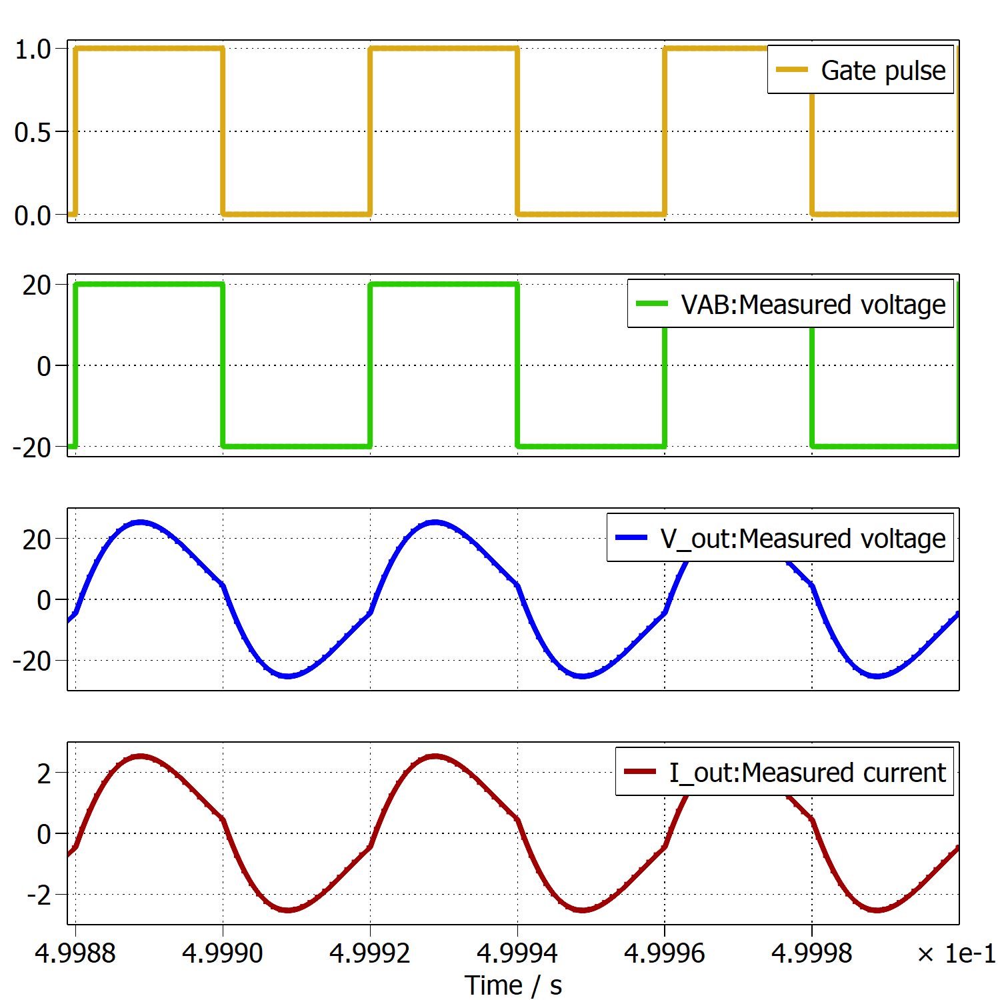 1.0
Gate pulse
0.5
0.0
20
VAB:Measured voltage
0
-20
20
V_out:Measured voltage
0
-20
2
I_out:Measured current
0
-2
4.9988 4.9990 4.9992 4.9994 4.9996 4.9998 × 1e-1
Time / s